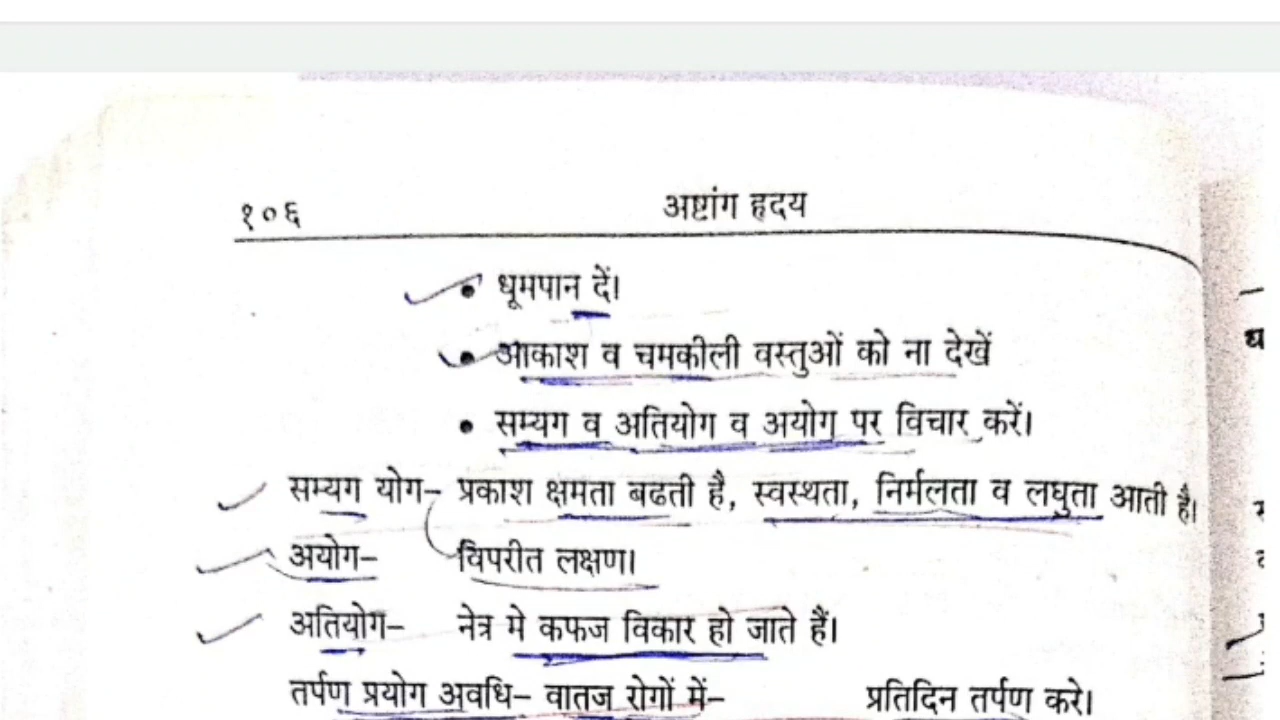 १०६ अष्टांग हृदय
• धूमपान दें।
• आकाश व चमकीली वस्तुओं को ना देखें
• सम्यग व अतियोग व अयोग पर विचार करें।
सम्यग योग– प्रकाश क्षमता बढती है, स्वस्थता, निर्मलता व लघुता आती है।
अयोग– विपरीत लक्षण।
अतियोग– नेत्र मे कफज विकार हो जाते हैं।
तर्पण प्रयोग अवधि– वातज रोगों में– प्रतिदिन तर्पण करे।